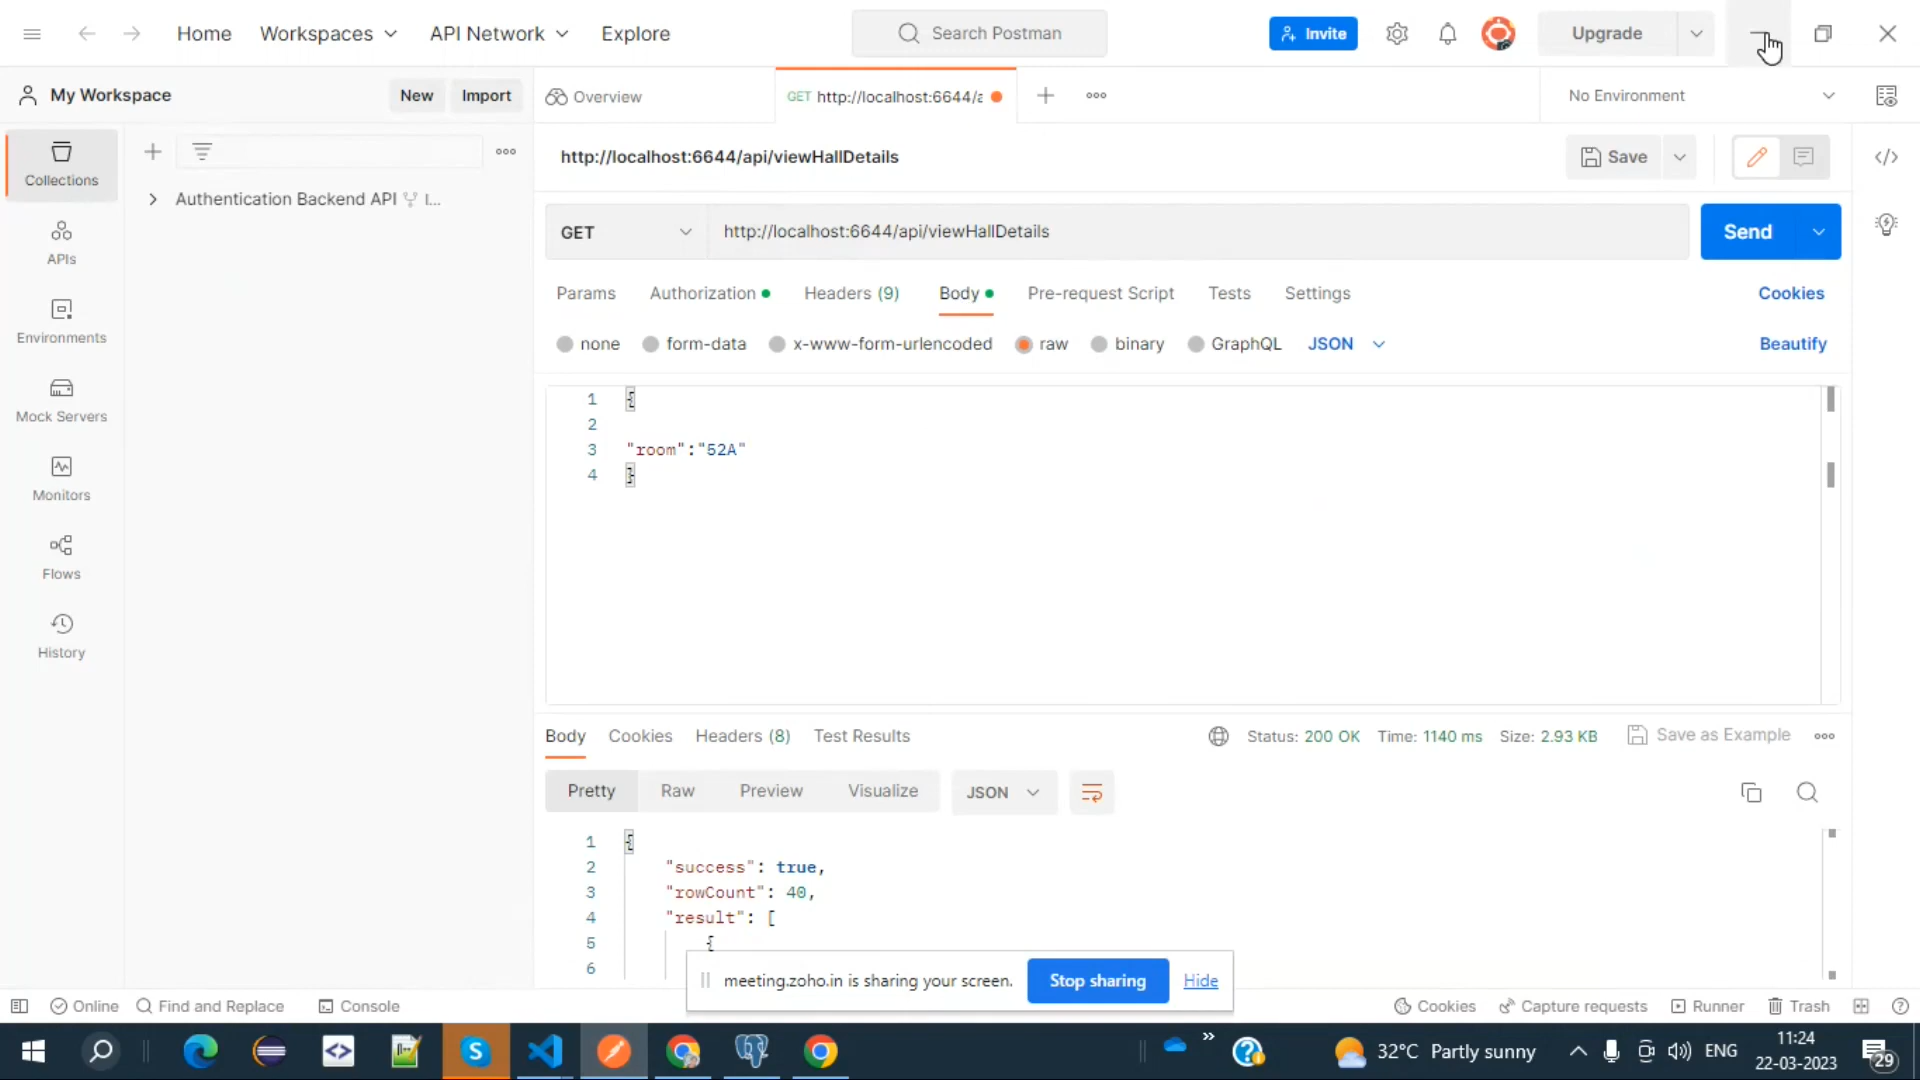 Home Workspaces API Network Explore Search Postman Invite Upgrade
My Workspace New Import Overview GET http://localhost:6644/a No Environment
Collections
Authentication Backend API
http://localhost:6644/api/viewHallDetails Save
GET http://localhost:6644/api/viewHallDetails Send
APIs
Params Authorization Headers (9) Body Pre-request Script Tests Settings Cookies
Environments
none form-data x-www-form-urlencoded raw binary GraphQL JSON Beautify
Mock Servers
1 {
2
3 "room":"52A"
4 }
Monitors
Flows
History
Body Cookies Headers (8) Test Results Status: 200 OK Time: 1140 ms Size: 2.93 KB Save as Example
Pretty Raw Preview Visualize JSON
1 {
2 "success": true,
3 "rowCount": 40,
4 "result": [
5 {
6
meeting.zoho.in is sharing your screen. Stop sharing Hide
Online Find and Replace Console Cookies Capture requests Runner Trash
32°C Partly sunny ENG 11:24
22-03-2023 29